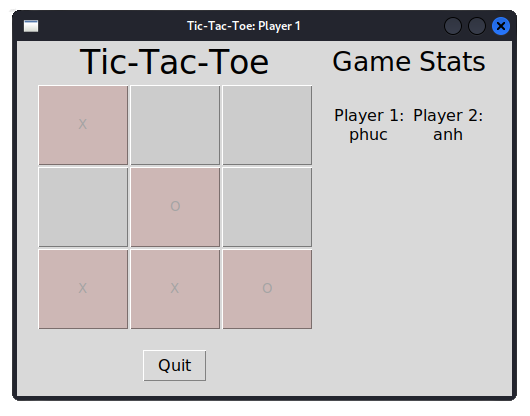 Tic-Tac-Toe: Player 1
Tic-Tac-Toe
Game Stats
X
Player 1: Player 2:
phuc anh
O
X X O
Quit